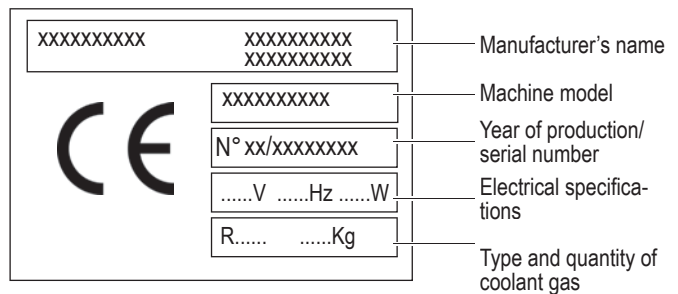 xxxxxxxxxx xxxxxxxxxx
xxxxxxxxxx
Manufacturer's name
CE
xxxxxxxxxx
Machine model
N° xx/xxxxxxxx
Year of production/
serial number
......V ......Hz ......W
Electrical specifica-
tions
R...... ......Kg
Type and quantity of
coolant gas